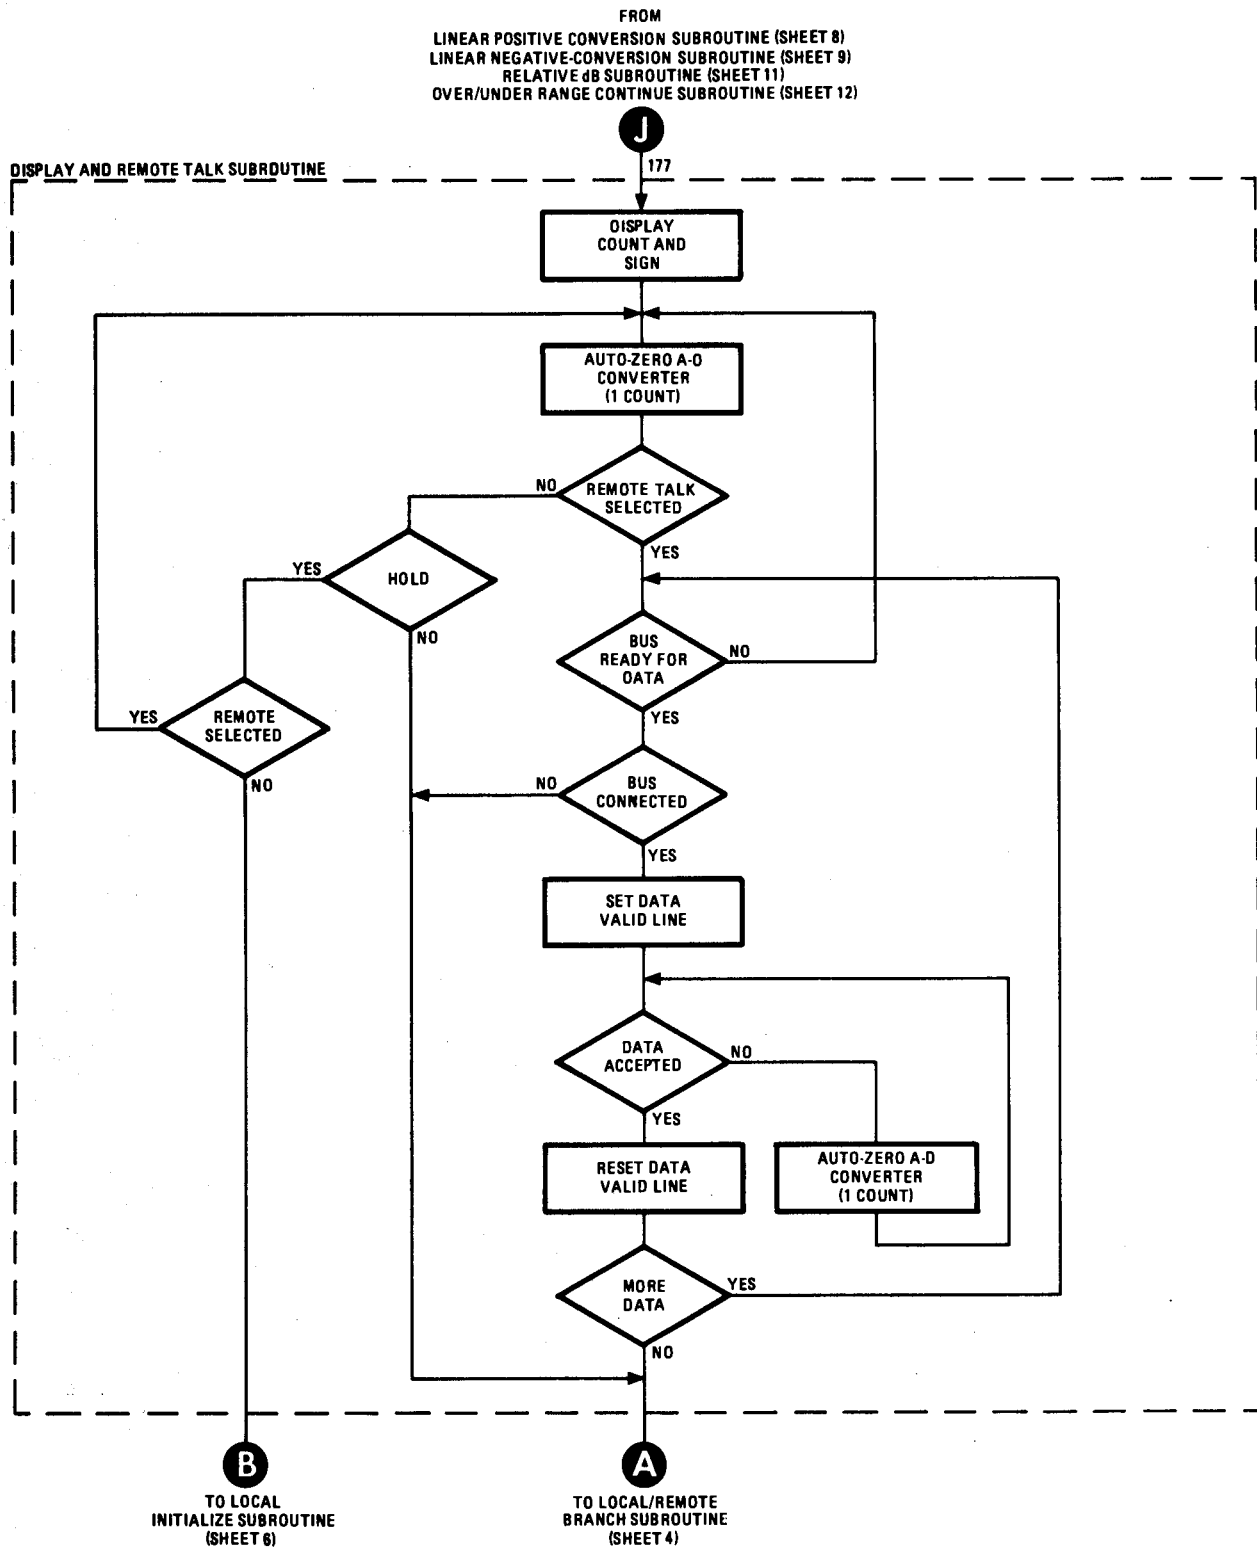 FROM
LINEAR POSITIVE CONVERSION SUBROUTINE (SHEET 8)
LINEAR NEGATIVE-CONVERSION SUBROUTINE (SHEET 9)
RELATIVE dB SUBROUTINE (SHEET 11)
OVER/UNDER RANGE CONTINUE SUBROUTINE (SHEET 12)
J
177
DISPLAY AND REMOTE TALK SUBROUTINE
DISPLAY
COUNT AND
SIGN
AUTO-ZERO A-D
CONVERTER
(1 COUNT)
NO
REMOTE TALK
SELECTED
YES
YES
HOLD
NO
BUS
READY FOR
DATA
NO
YES
YES
REMOTE
SELECTED
NO
NO
BUS
CONNECTED
YES
SET DATA
VALID LINE
DATA
ACCEPTED
NO
YES
RESET DATA
VALID LINE
AUTO-ZERO A-D
CONVERTER
(1 COUNT)
MORE
DATA
YES
NO
B
TO LOCAL
INITIALIZE SUBROUTINE
(SHEET 6)
A
TO LOCAL/REMOTE
BRANCH SUBROUTINE
(SHEET 4)